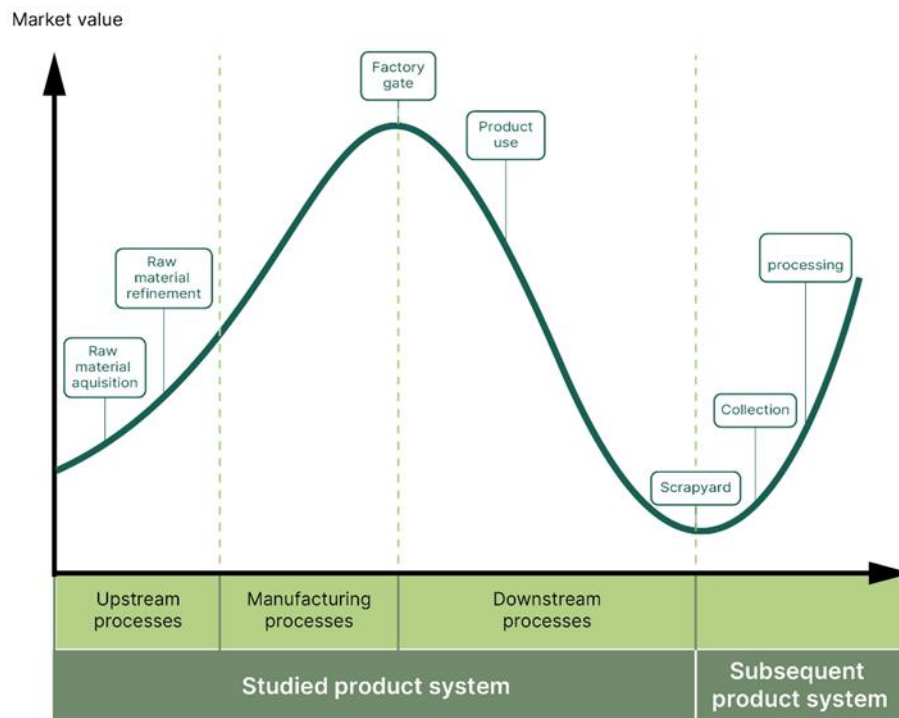 Market value
Factory
gate
Product
use
Raw
material
refinement
processing
Raw
material
aquisition
Collection
Scrapyard
Upstream
processes
Manufacturing
processes
Downstream
processes
Studied product system
Subsequent
product system